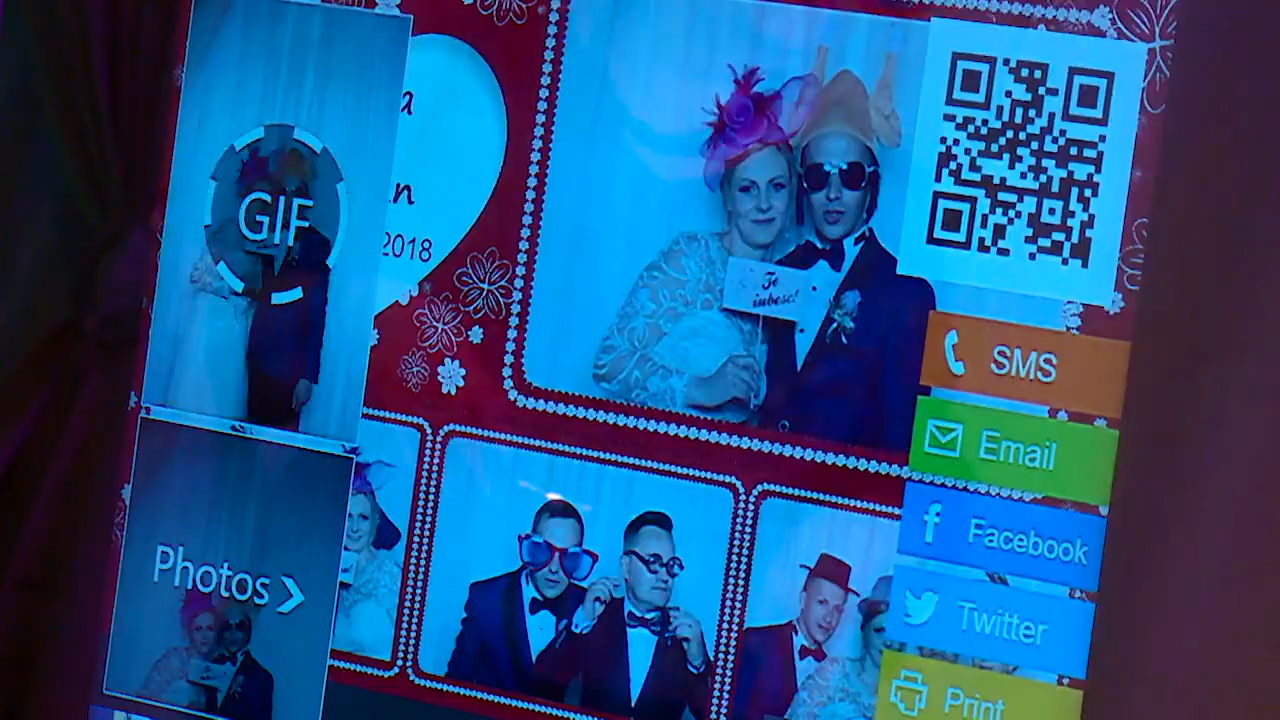 GIF
a
n
2018
Te
iubesc!
SMS
Email
Facebook
Twitter
Photos
Print